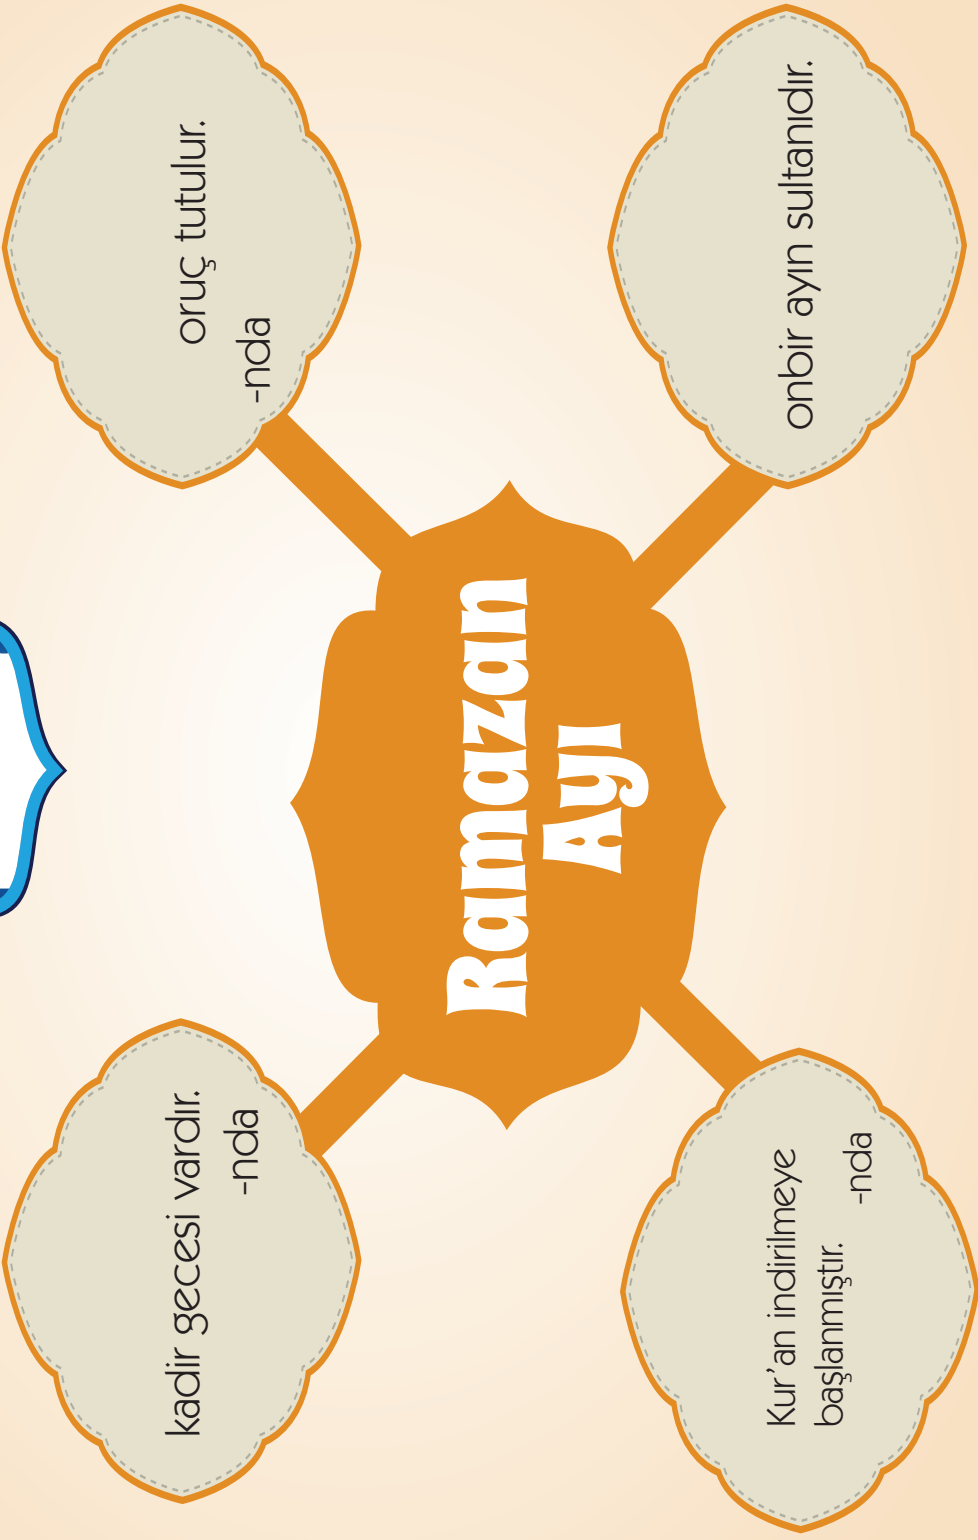 kadir gecesi vardır.
-nda
oruç tutulur.
-nda
Ramazan
Ayı
Kur’an indirilmeye
başlanmıştır.
-nda
onbir ayın sultanıdır.